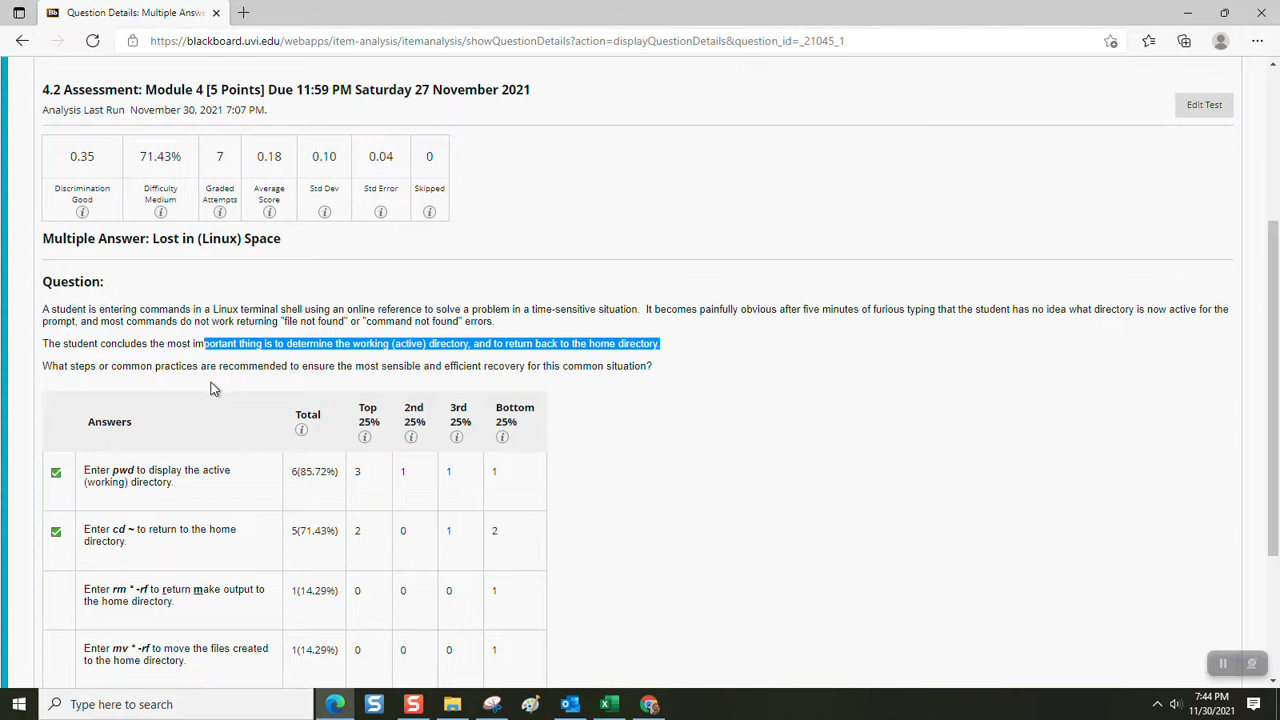 Question Details: Multiple Answ
https://blackboard.uvi.edu/webapps/item-analysis/itemanalysis/showQuestionDetails?action=displayQuestionDetails&question_id=_21045_1
4.2 Assessment: Module 4 [5 Points] Due 11:59 PM Saturday 27 November 2021
Analysis Last Run November 30, 2021 7:07 PM.
Edit Test
0.35 71.43% 7 0.18 0.10 0.04 0
Discrimination Difficulty Graded Average Std Dev Std Error Skipped
Good Medium Attempts Score
Multiple Answer: Lost in (Linux) Space
Question:
A student is entering commands in a Linux terminal shell using an online reference to solve a problem in a time-sensitive situation. It becomes painfully obvious after five minutes of furious typing that the student has no idea what directory is now active for the
prompt, and most commands do not work returning "file not found" or "command not found" errors.
The student concludes the most important thing is to determine the working (active) directory, and to return back to the home directory.
What steps or common practices are recommended to ensure the most sensible and efficient recovery for this common situation?
Answers Total Top 2nd 3rd Bottom
25% 25% 25% 25%
Enter pwd to display the active 6(85.72%) 3 1 1 1
(working) directory.
Enter cd ~ to return to the home 5(71.43%) 2 0 1 2
directory.
Enter rm * -rf to return make output to 1(14.29%) 0 0 0 1
the home directory.
Enter mv * -rf to move the files created 1(14.29%) 0 0 0 1
to the home directory.
Type here to search
7:44 PM
11/30/2021